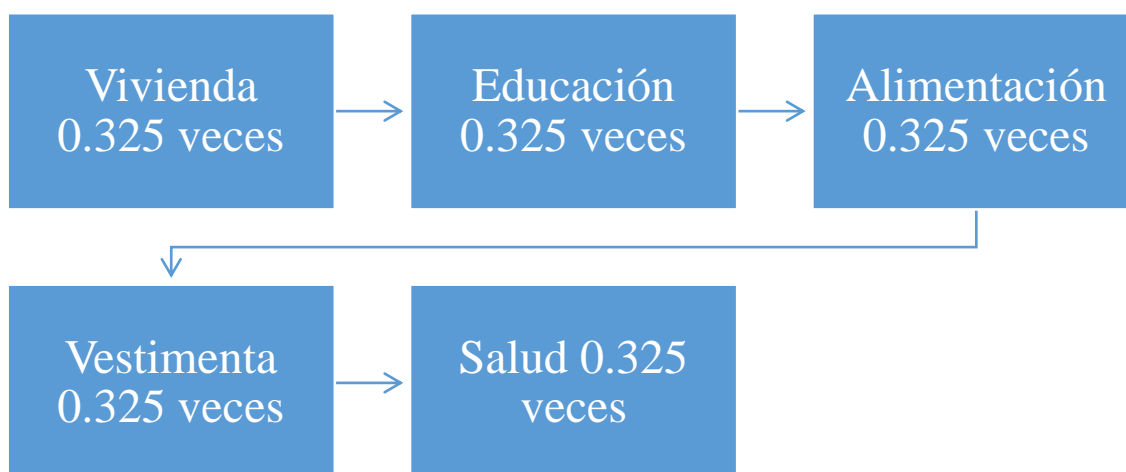 Vivienda
0.325 veces
Educación
0.325 veces
Alimentación
0.325 veces
Vestimenta
0.325 veces
Salud 0.325
veces